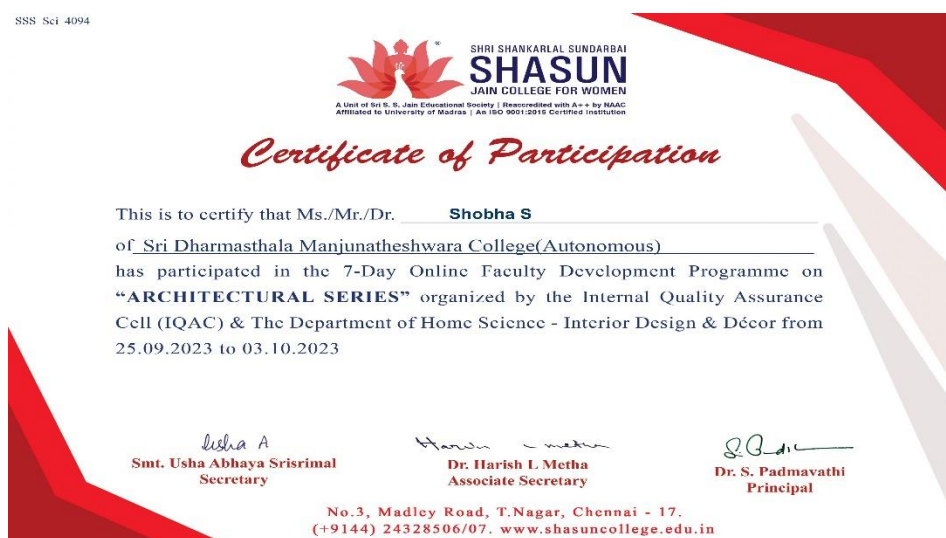 SSS Sci 4094
SHRI SHANKARLAL SUNDARBAI
SHASUN
JAIN COLLEGE FOR WOMEN
A Unit of Sri S. S. Jain Educational Society | Reaccredited with A++ by NAAC
Affiliated to University of Madras | An ISO 9001:2015 Certified Institution
Certificate of Participation
This is to certify that Ms./Mr./Dr. Shobha S
of Sri Dharmasthala Manjunatheshwara College(Autonomous)
has participated in the 7-Day Online Faculty Development Programme on
“ARCHITECTURAL SERIES” organized by the Internal Quality Assurance
Cell (IQAC) & The Department of Home Science - Interior Design & Décor from
25.09.2023 to 03.10.2023
Usha A
Smt. Usha Abhaya Srisrimal
Secretary
Dr. Harish L Metha
Associate Secretary
Dr. S. Padmavathi
Principal
No.3, Madley Road, T.Nagar, Chennai - 17.
(+9144) 24328506/07. www.shasuncollege.edu.in